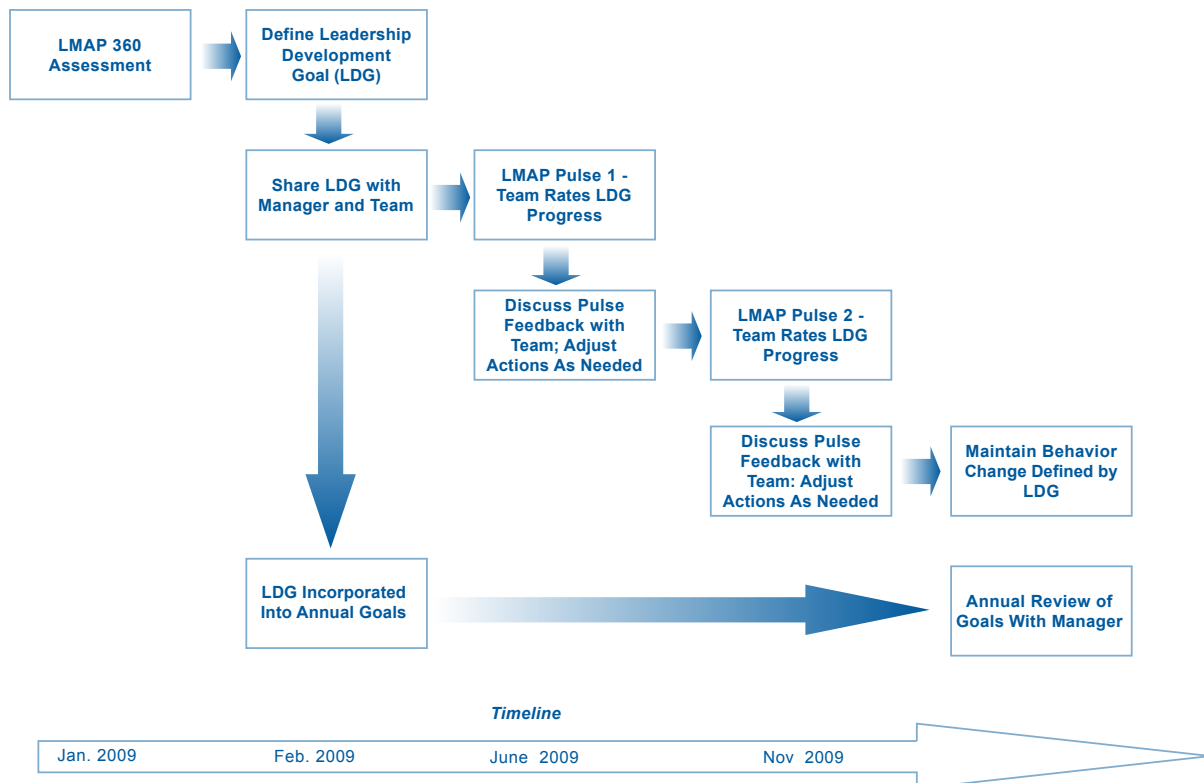 LMAP 360
Assessment
Define Leadership
Development
Goal (LDG)
Share LDG with
Manager and Team
LMAP Pulse 1 -
Team Rates LDG
Progress
Discuss Pulse
Feedback with
Team; Adjust
Actions As Needed
LMAP Pulse 2 -
Team Rates LDG
Progress
Discuss Pulse
Feedback with
Team: Adjust
Actions As Needed
Maintain Behavior
Change Defined by
LDG
LDG Incorporated
Into Annual Goals
Annual Review of
Goals With Manager
Timeline
Jan. 2009
Feb. 2009
June 2009
Nov 2009